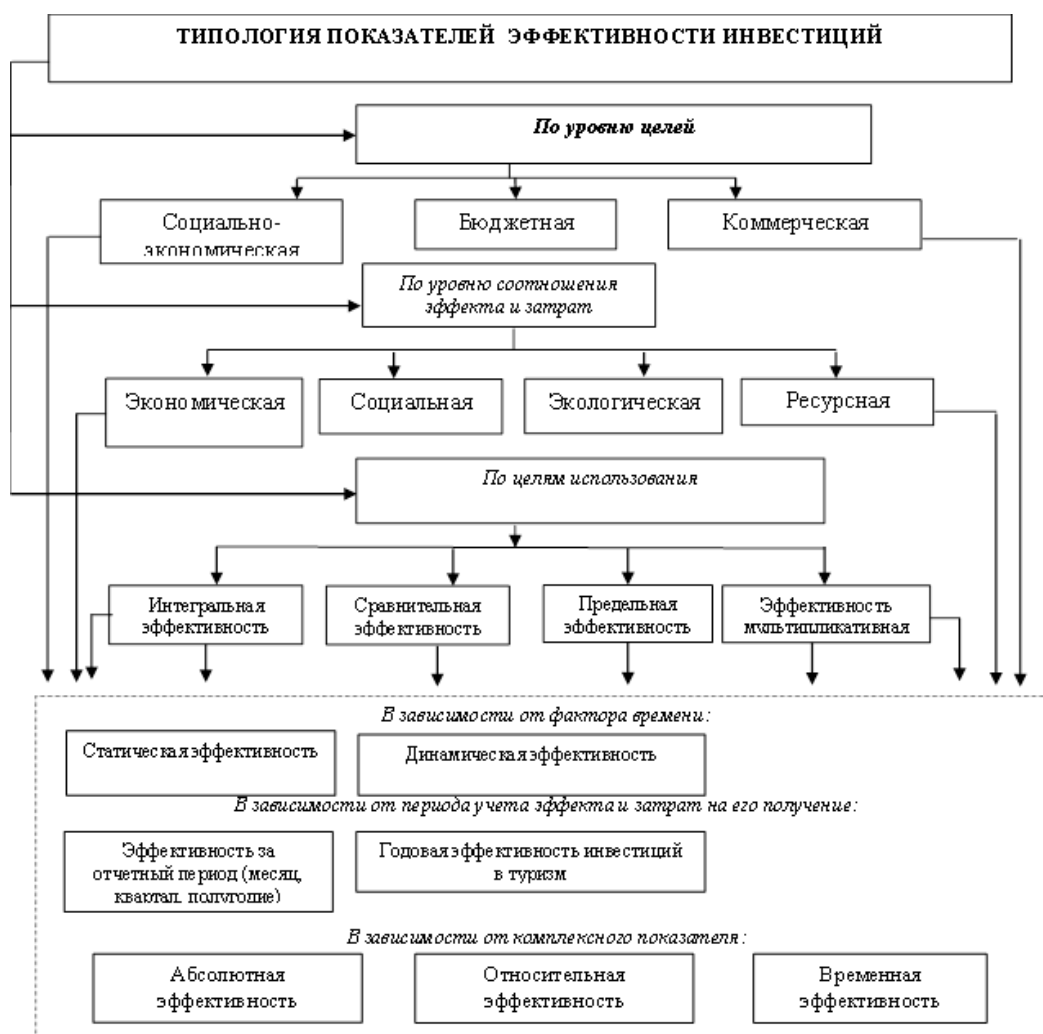 ТИПОЛОГИЯ ПОКАЗАТЕЛЕЙ ЭФФЕКТИВНОСТИ ИНВЕСТИЦИЙ
По уровню целей
Социально-
экономическая
Бюджетная
Коммерческая
По уровню соотношения
эффекта и затрат
Экономическая
Социальная
Экологическая
Ресурсная
По целям использования
Интегральная
эффективность
Сравнительная
эффективность
Предельная
эффективность
Эффективность
мультипликативная
В зависимости от фактора времени:
Статическая эффективность
Динамическая эффективность
В зависимости от периода учета эффекта и затрат на его получение:
Эффективность за
отчетный период (месяц,
квартал, полугодие)
Годовая эффективность инвестиций
в туризм
В зависимости от комплексного показателя:
Абсолютная
эффективность
Относительная
эффективность
Временная
эффективность